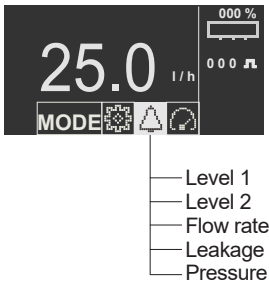 000 %
25.0 l / h
000 ⎍
MODE
Level 1
Level 2
Flow rate
Leakage
Pressure